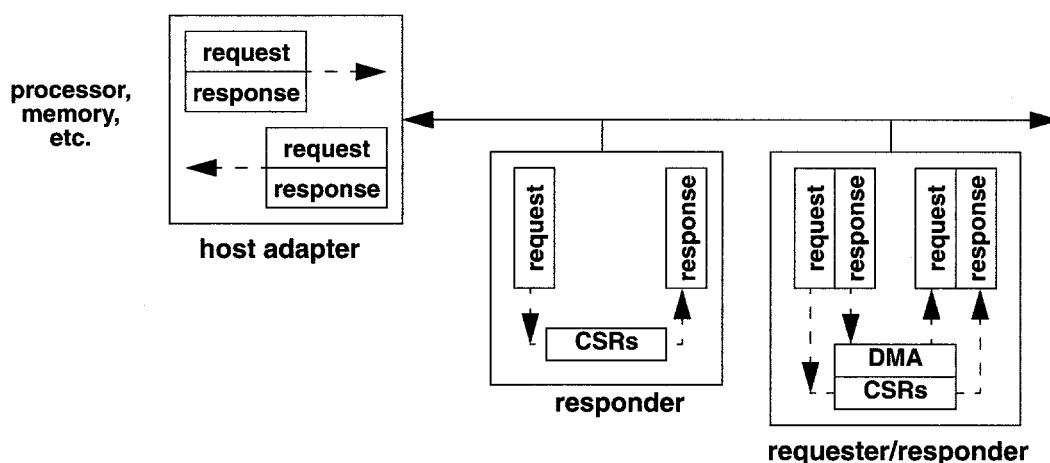 request
response
processor,
memory,
etc.
request
response
host adapter
request
response
CSRs
responder
request
response
request
response
DMA
CSRs
requester/responder